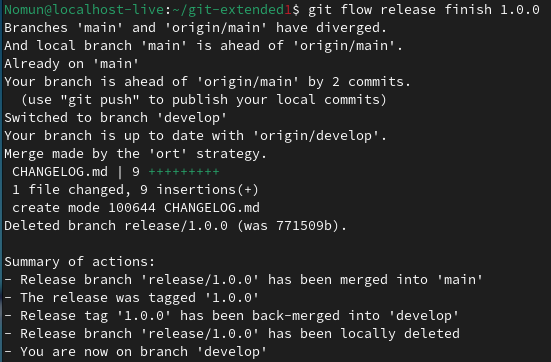 Nomun@localhost-live:~/git-extended1$ git flow release finish 1.0.0
Branches 'main' and 'origin/main' have diverged.
And local branch 'main' is ahead of 'origin/main'.
Already on 'main'
Your branch is ahead of 'origin/main' by 2 commits.
  (use "git push" to publish your local commits)
Switched to branch 'develop'
Your branch is up to date with 'origin/develop'.
Merge made by the 'ort' strategy.
 CHANGELOG.md | 9 +++++++++
 1 file changed, 9 insertions(+)
 create mode 100644 CHANGELOG.md
Deleted branch release/1.0.0 (was 771509b).

Summary of actions:
- Release branch 'release/1.0.0' has been merged into 'main'
- The release was tagged '1.0.0'
- Release tag '1.0.0' has been back-merged into 'develop'
- Release branch 'release/1.0.0' has been locally deleted
- You are now on branch 'develop'